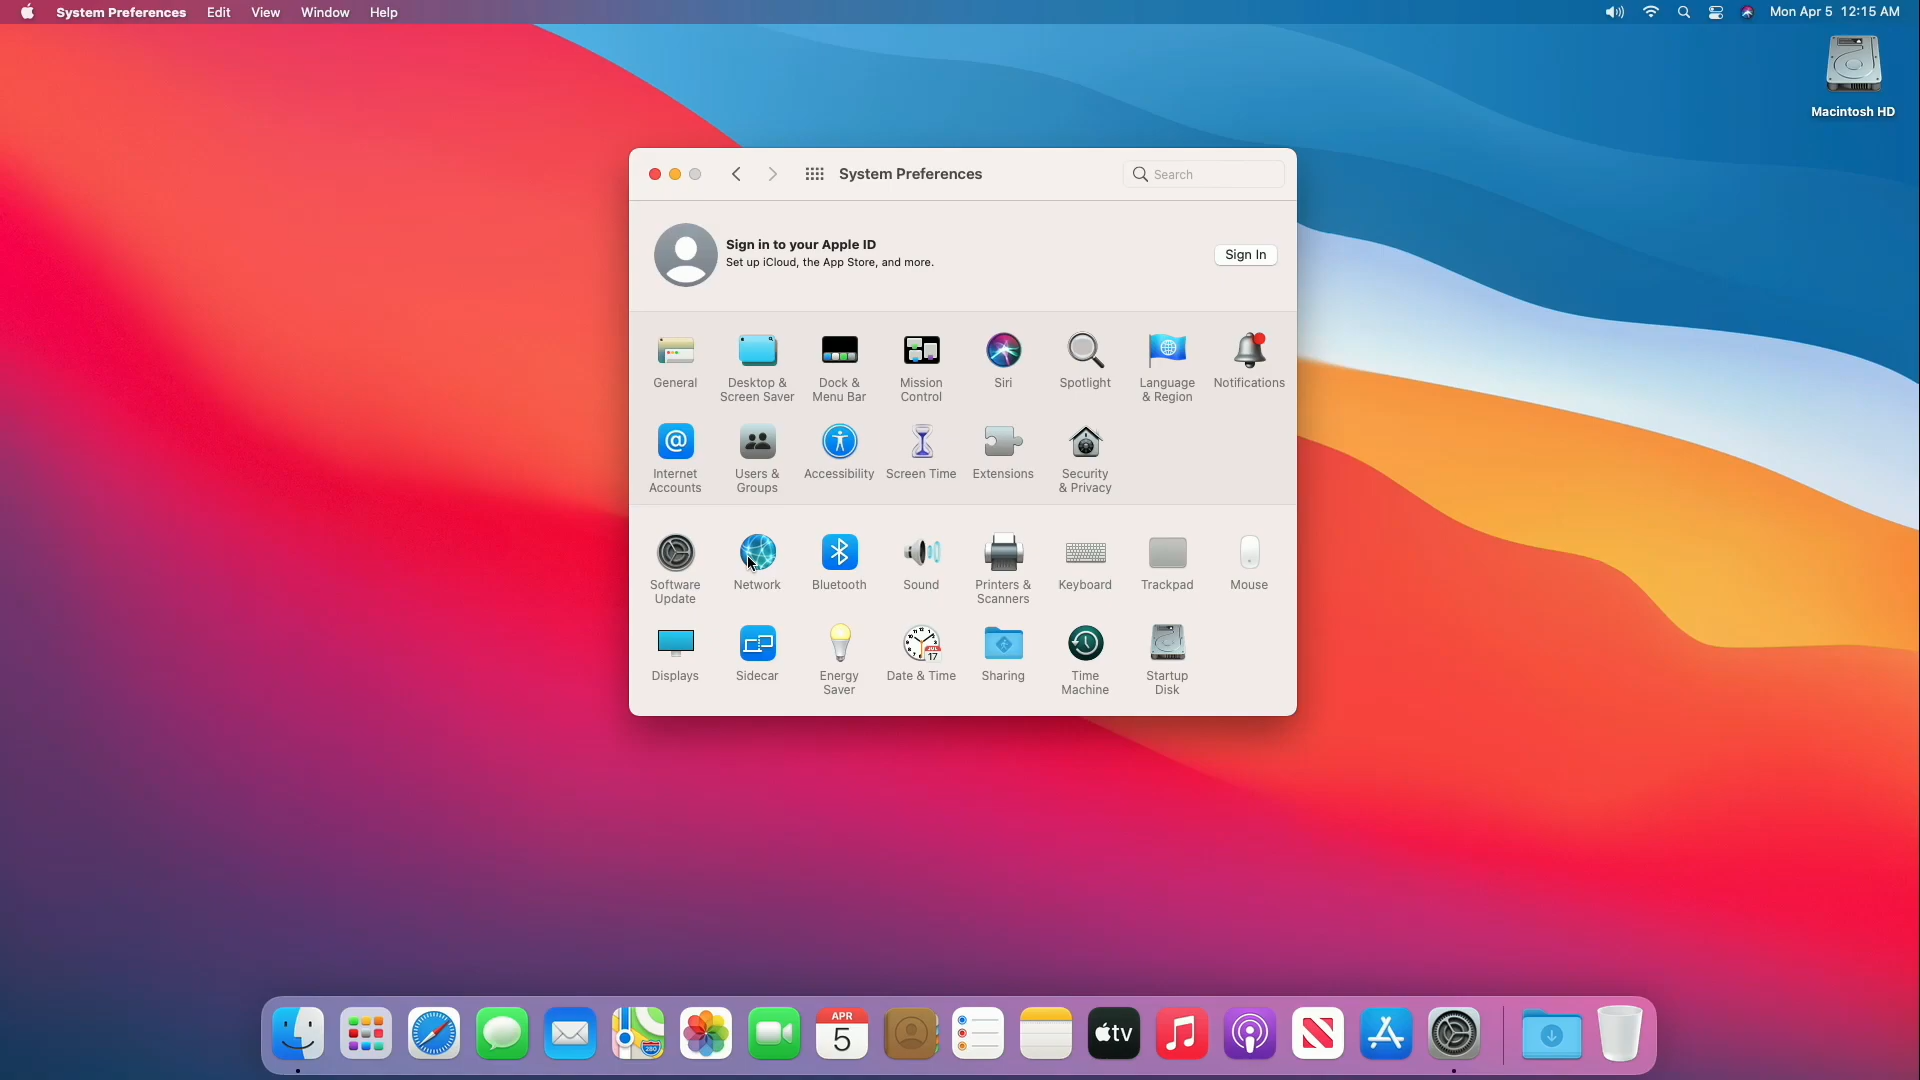 System Preferences Edit View Window Help Mon Apr 5 12:15 AM
Macintosh HD
System Preferences Search
Sign in to your Apple ID
Set up iCloud, the App Store, and more.
Sign In
General
Desktop &
Screen Saver
Dock &
Menu Bar
Mission
Control
Siri
Spotlight
Language
& Region
Notifications
Internet
Accounts
Users &
Groups
Accessibility
Screen Time
Extensions
Security
& Privacy
Software
Update
Network
Bluetooth
Sound
Printers &
Scanners
Keyboard
Trackpad
Mouse
Displays
Sidecar
Energy
Saver
JUL
17
Date & Time
Sharing
Time
Machine
Startup
Disk
280
APR
5
tv